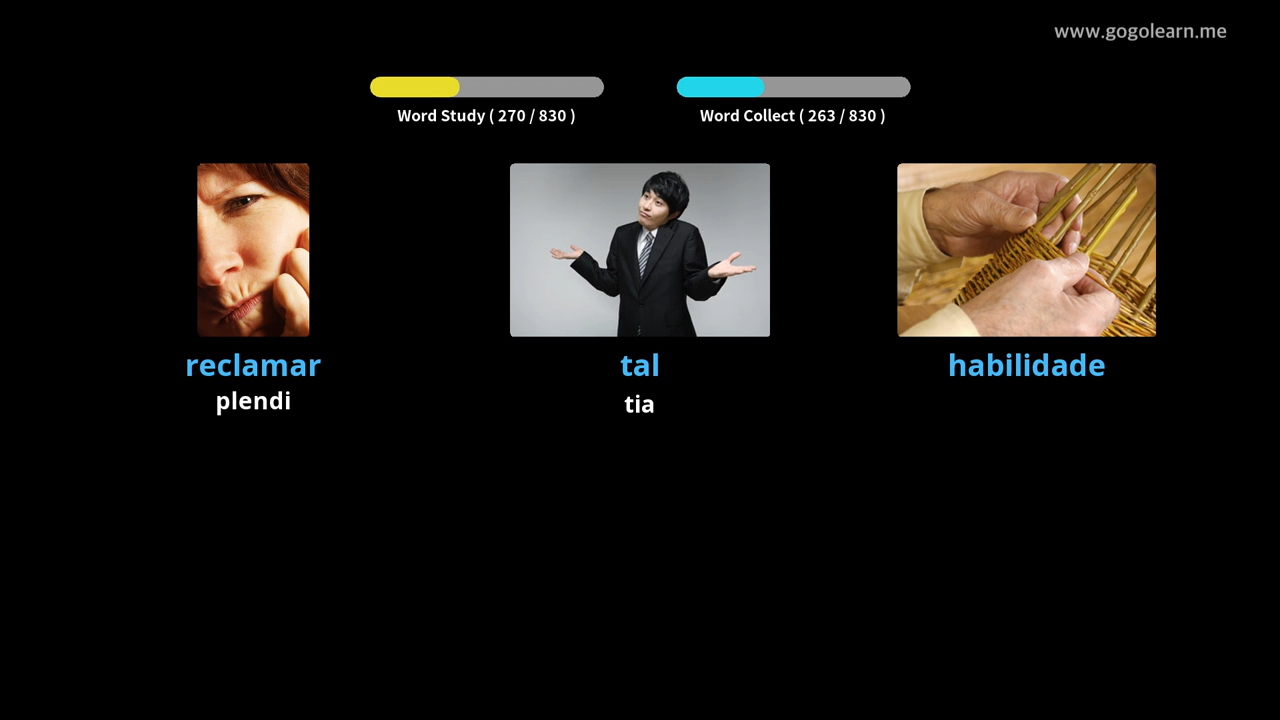 www.gogolearn.me
Word Study ( 270 / 830 )
Word Collect ( 263 / 830 )
reclamar
plendi
tal
tia
habilidade